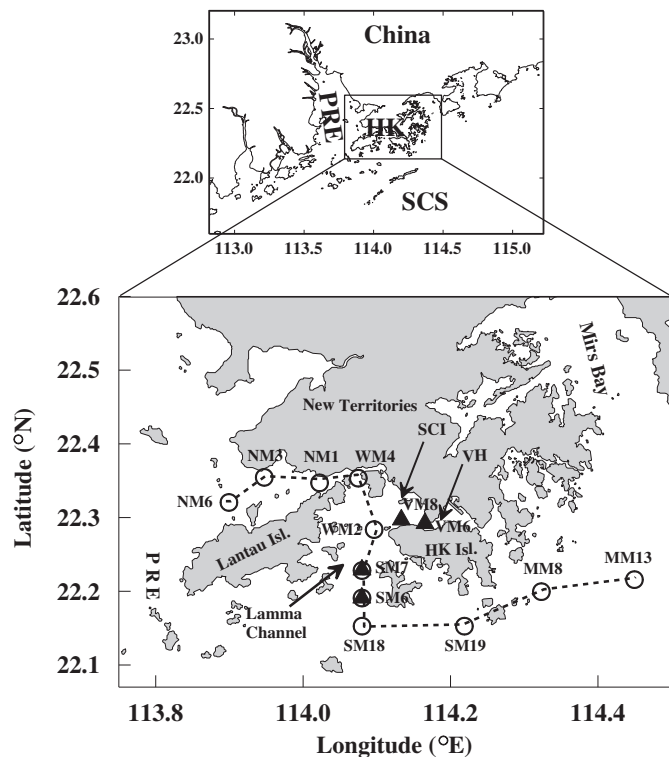 23.2
China
22.5
PRE
HK
22.0
SCS
113.0
113.5
114.0
114.5
115.0
22.6
Mirs Bay
22.5
New Territories
SCI
22.4
NM3
NM1
WM4
VH
NM6
VM8
22.3
WM2
VM6
Lantau Isl.
HK Isl.
PRE
SM7
MM8
MM13
22.2
SM6
Lamma
Channel
SM18
SM19
22.1
113.8
114.0
114.2
114.4
Latitude (°N)
Longitude (°E)